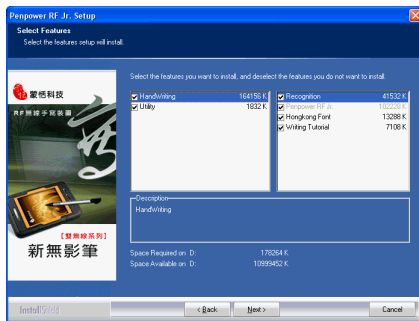 Penpower RF Jr. Setup
Select Features
Select the features setup will install.
Select the features you want to install, and deselect the features you do not want to install.
HandWriting 164156 K
Utility 1832 K
Recognition 41532 K
Penpower RF Jr. 102228 K
Hongkong Font 13288 K
Writing Tutorial 7108 K
Description
HandWriting
Space Required on D: 178264 K
Space Available on D: 10999452 K
蒙恬科技
RF無線手寫裝置
【雙無線系列】
新無影筆
InstallShield
< Back
Next >
Cancel